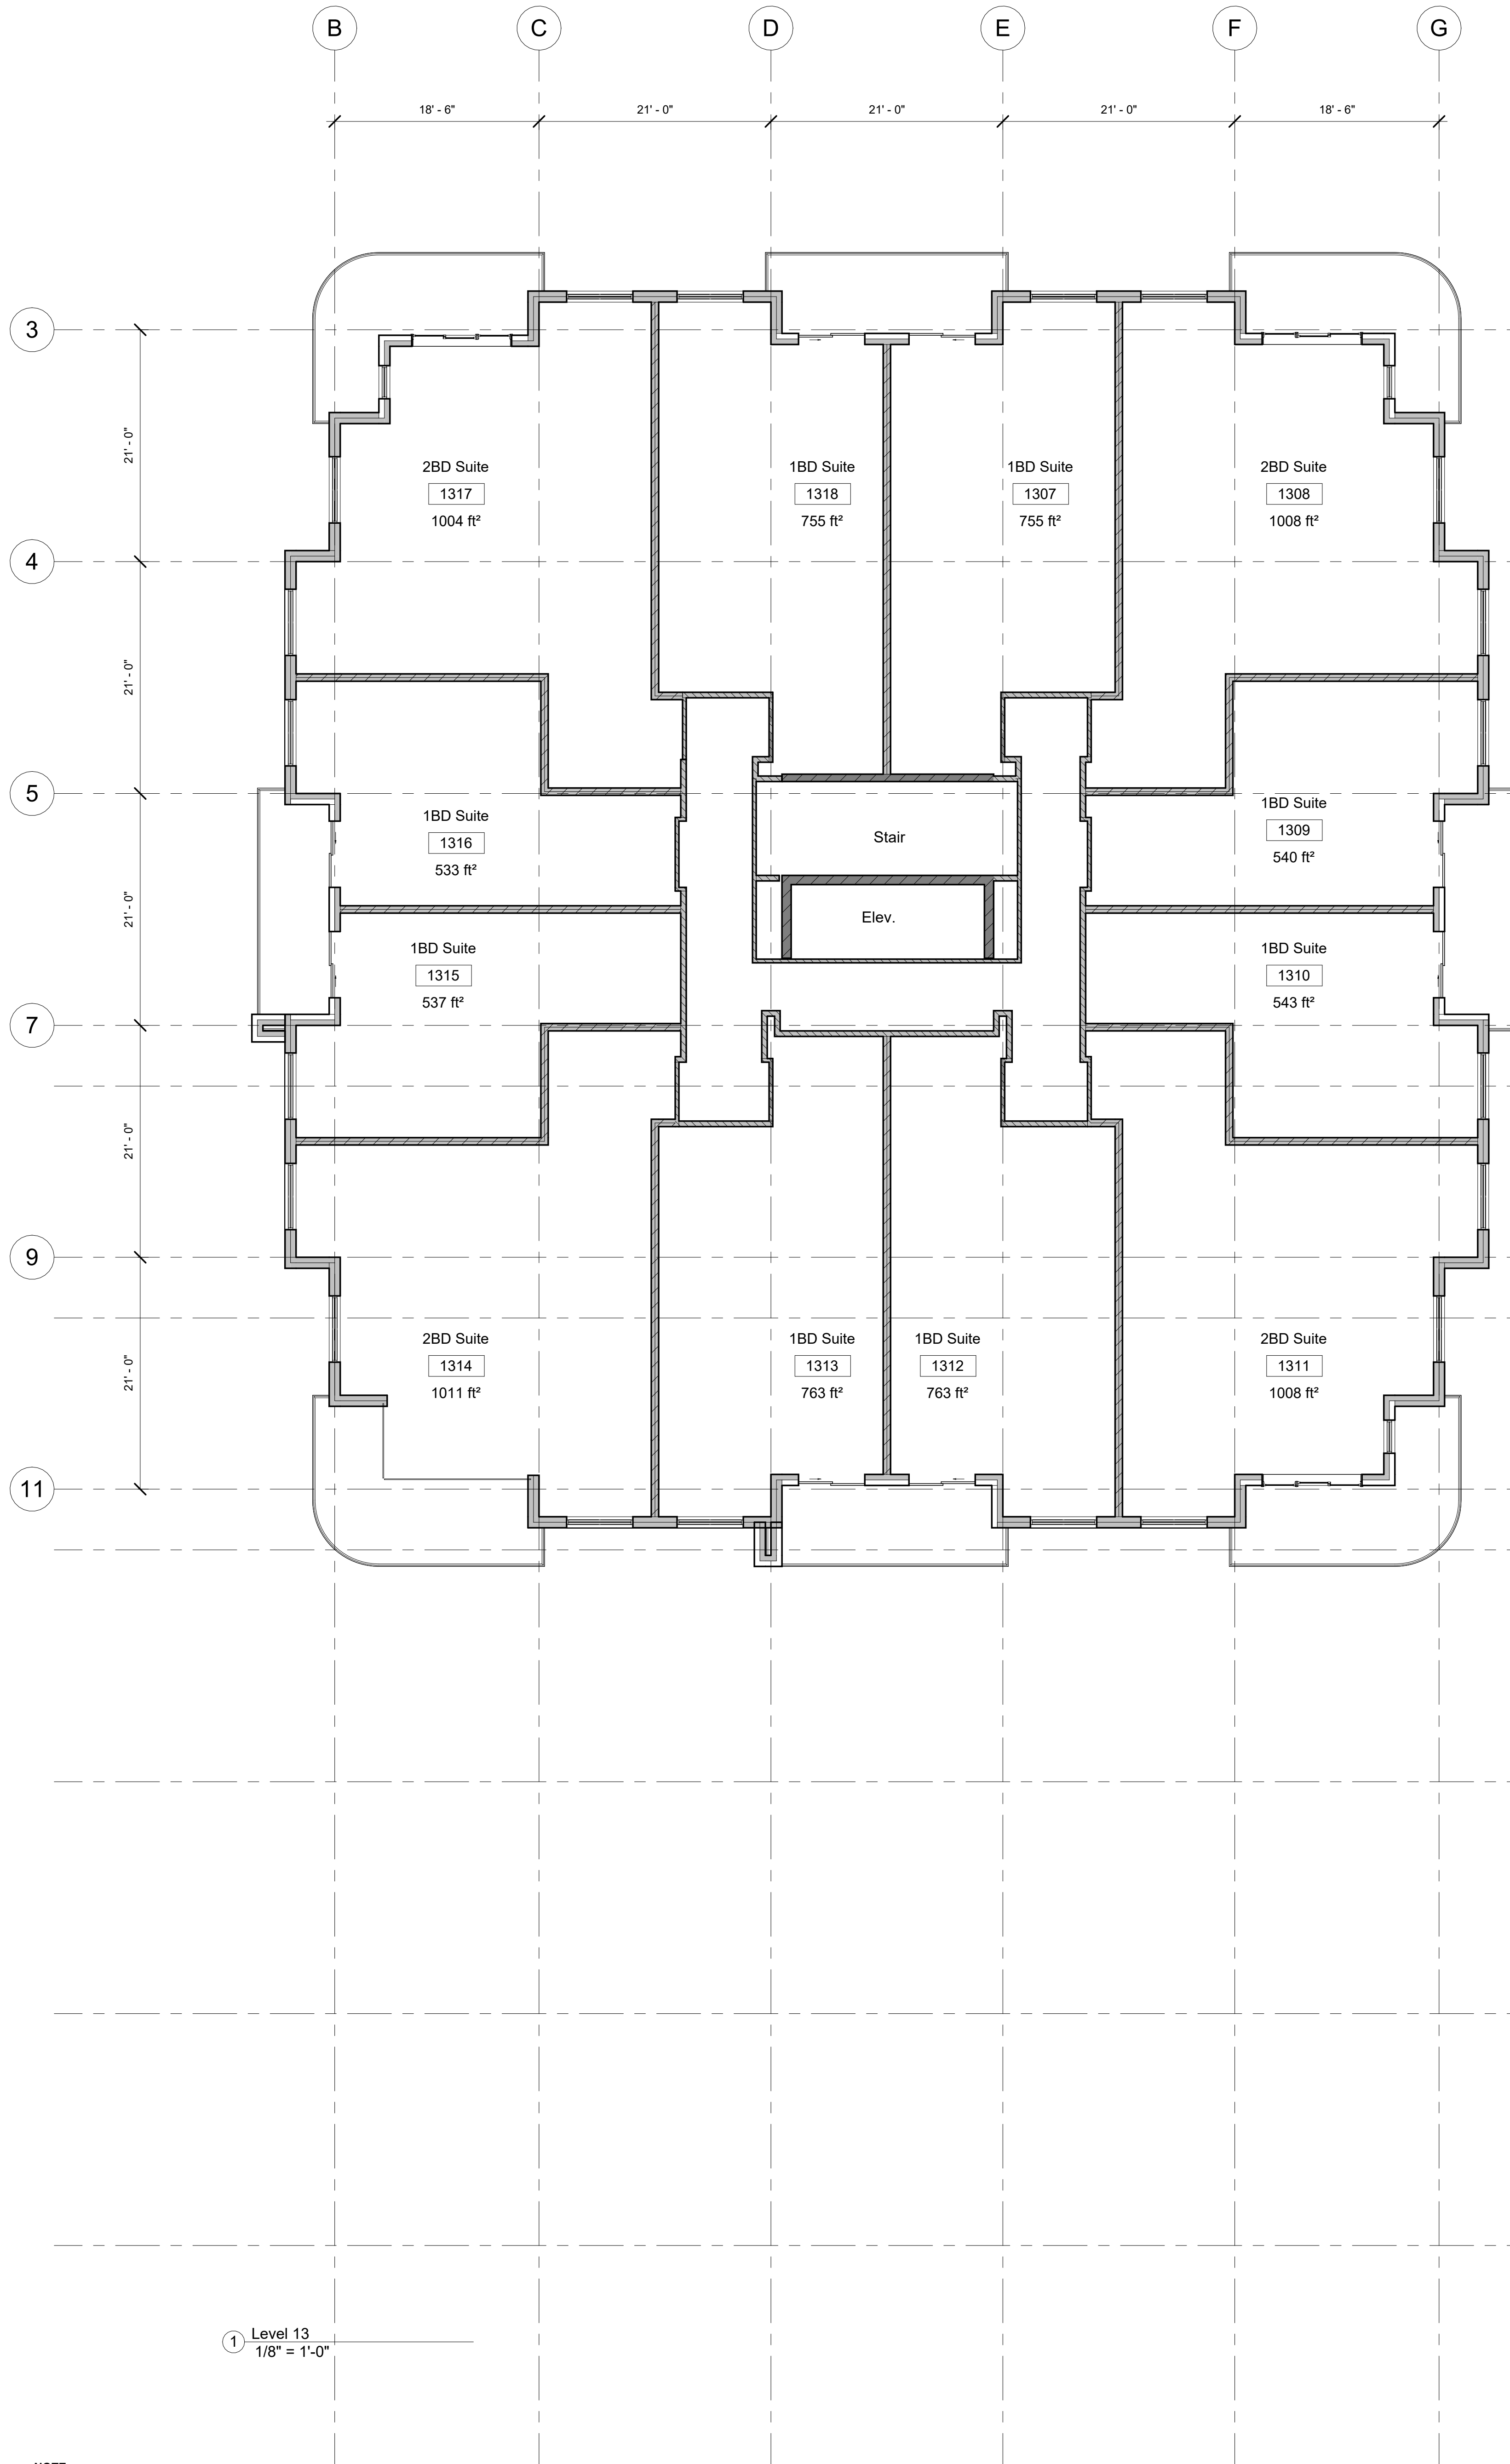 B
C
D
E
F
G
18' - 6"
21' - 0"
21' - 0"
21' - 0"
18' - 6"
3
4
5
7
9
11
21' - 0"
21' - 0"
21' - 0"
21' - 0"
21' - 0"
2BD Suite
1317
1004 ft²
1BD Suite
1318
755 ft²
1BD Suite
1307
755 ft²
2BD Suite
1308
1008 ft²
1BD Suite
1316
533 ft²
Stair
1BD Suite
1309
540 ft²
Elev.
1BD Suite
1315
537 ft²
1BD Suite
1310
543 ft²
2BD Suite
1314
1011 ft²
1BD Suite
1313
763 ft²
1BD Suite
1312
763 ft²
2BD Suite
1311
1008 ft²
1
Level 13
1/8" = 1'-0"